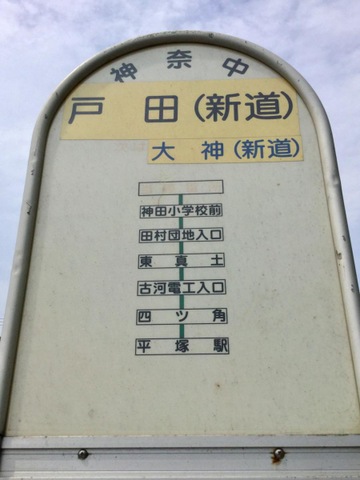 神奈中
戸田(新道)
大神(新道)
神田小学校前
田村団地入口
東真土
古河電工入口
四ツ角
平塚駅